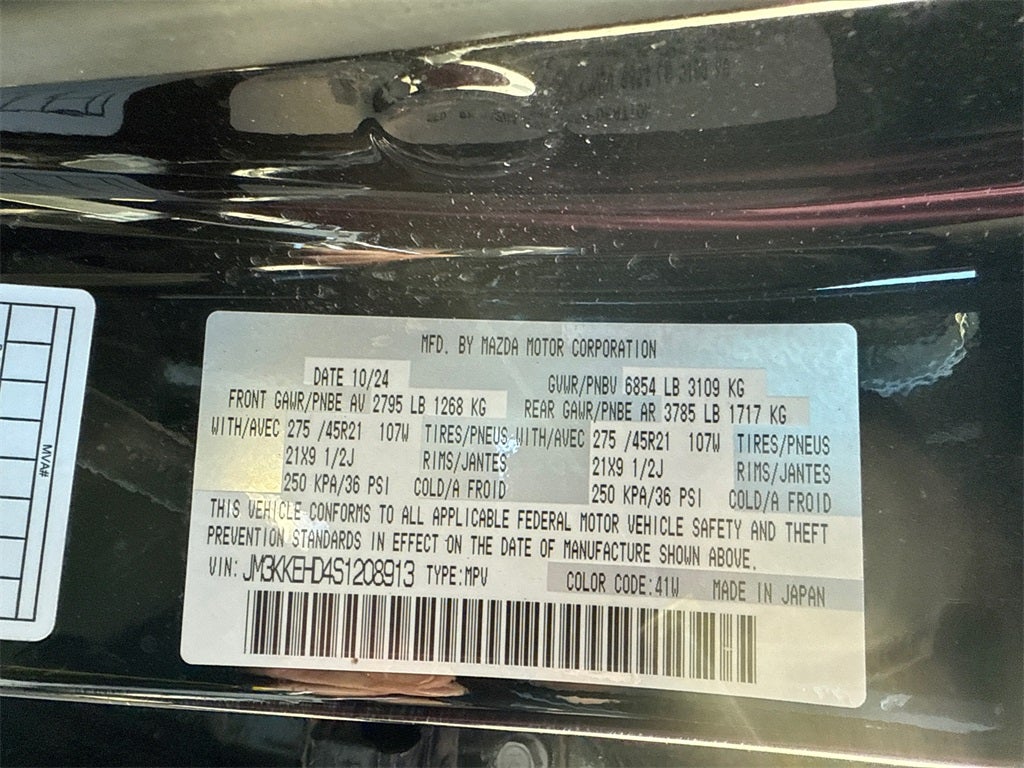 MFD. BY MAZDA MOTOR CORPORATION
DATE 10/24 GVWR/PNBV 6854 LB 3109 KG
FRONT GAWR/PNBE AV 2795 LB 1268 KG REAR GAWR/PNBE AR 3785 LB 1717 KG
WITH/AVEC 275 /45R21 107W TIRES/PNEUS WITH/AVEC 275 /45R21 107W TIRES/PNEUS
21X9 1/2J RIMS/JANTES 21X9 1/2J RIMS/JANTES
250 KPA/36 PSI COLD/A FROID 250 KPA/36 PSI COLD/A FROID
THIS VEHICLE CONFORMS TO ALL APPLICABLE FEDERAL MOTOR VEHICLE SAFETY AND THEFT
PREVENTION STANDARDS IN EFFECT ON THE DATE OF MANUFACTURE SHOWN ABOVE.
VIN: JM3KKEHD4S1208913 TYPE:MPV COLOR CODE:41W MADE IN JAPAN
MVA#